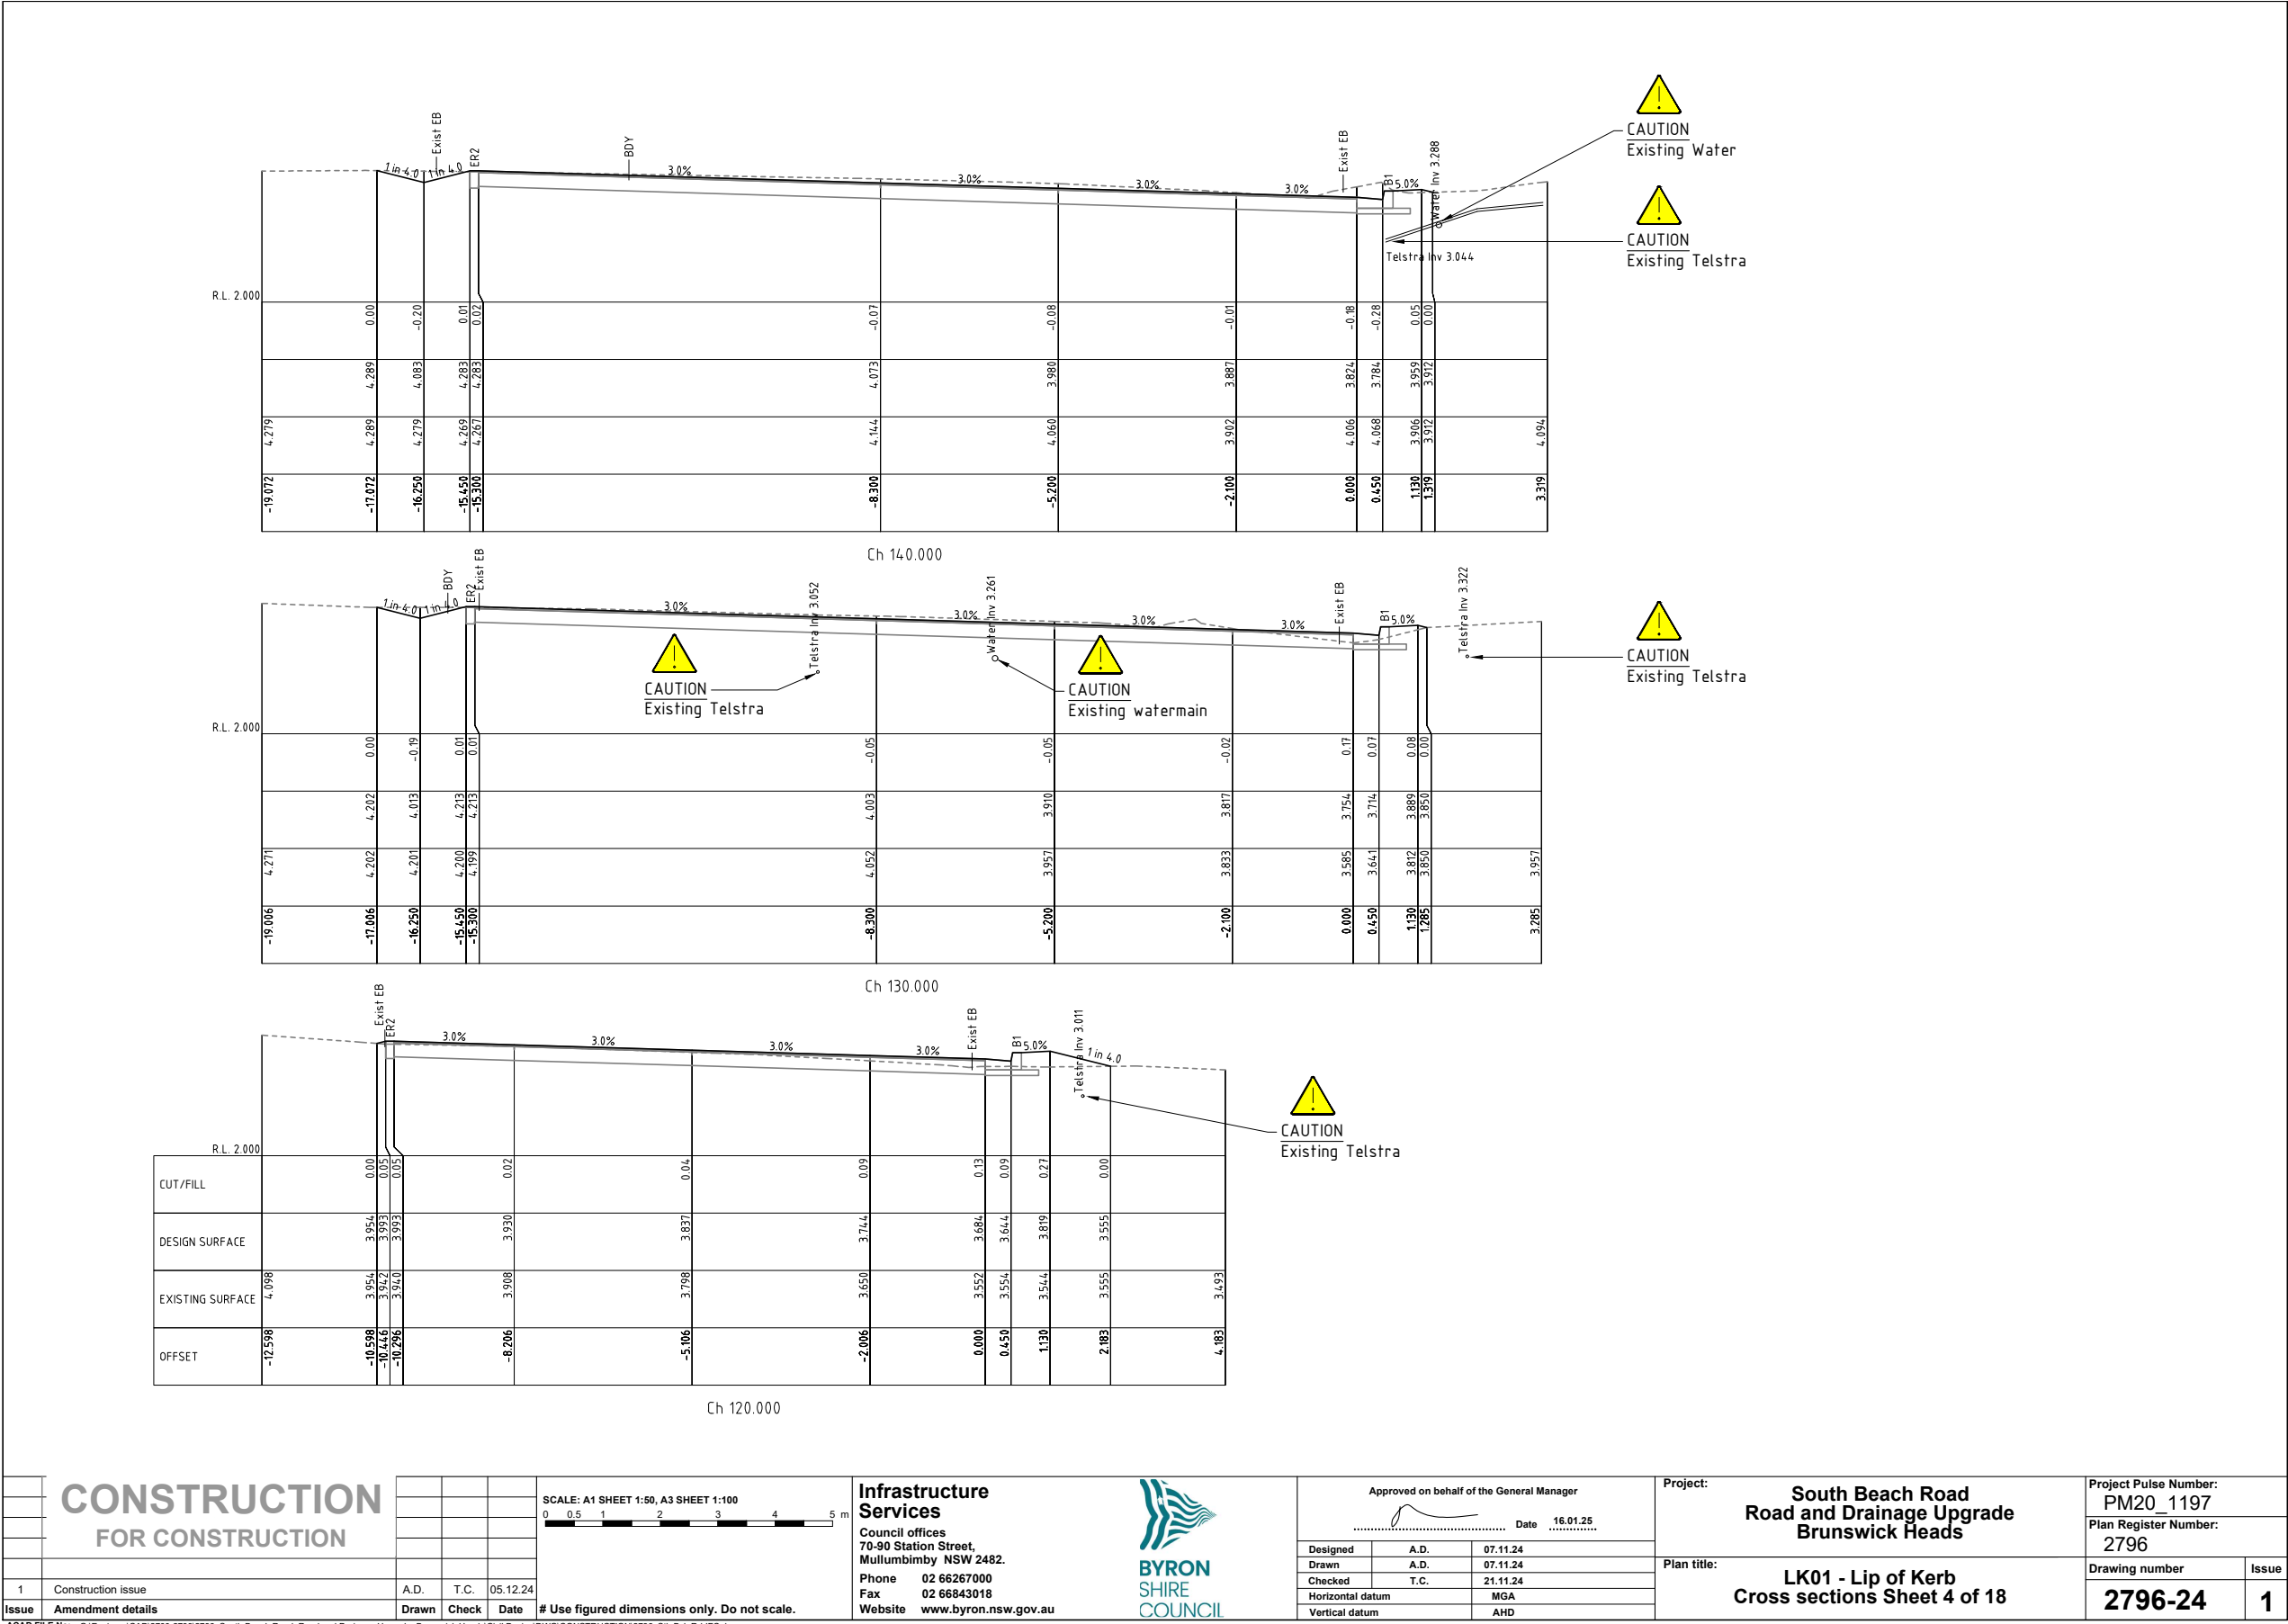 CAUTION
Existing Water
CAUTION
Existing Telstra
Exist EB
ER2
BDY
Exist EB
B1
Water Inv 3.288
1 in 4.0
1 in 4.0
3.0%
3.0%
3.0%
3.0%
5.0%
Telstra Inv 3.044
R.L. 2.000
0.00 -0.20 0.01 0.02 -0.07 -0.08 -0.01 -0.18 -0.28 0.05 0.00
4.289 4.083 4.283 4.283 4.073 3.980 3.887 3.824 3.784 3.959 3.912
4.279 4.289 4.279 4.269 4.267 4.144 4.060 3.902 4.006 4.068 3.906 3.912 4.094
-19.072 -17.072 -16.250 -15.450 -15.300 -8.300 -5.200 -2.100 0.000 0.450 1.130 1.319 3.319
Ch 140.000
BDY
ER2
Exist EB
Telstra Inv 3.052
Water Inv 3.261
Exist EB
B1
Telstra Inv 3.322
1 in 4.0
1 in 4.0
3.0%
3.0%
3.0%
3.0%
5.0%
CAUTION
Existing Telstra
CAUTION
Existing watermain
CAUTION
Existing Telstra
R.L. 2.000
0.00 -0.19 0.01 0.01 -0.05 -0.05 -0.02 0.17 0.07 0.08 0.00
4.202 4.013 4.213 4.213 4.003 3.910 3.817 3.754 3.714 3.889 3.850
4.271 4.202 4.201 4.200 4.199 4.052 3.957 3.833 3.585 3.641 3.812 3.850 3.957
-19.006 -17.006 -16.250 -15.450 -15.300 -8.300 -5.200 -2.100 0.000 0.450 1.130 1.285 3.285
Ch 130.000
Exist EB
ER2
Exist EB
B1
Telstra Inv 3.011
3.0%
3.0%
3.0%
3.0%
5.0%
1 in 4.0
CAUTION
Existing Telstra
R.L. 2.000
CUT/FILL 0.00 0.05 0.05 0.02 0.04 0.09 0.13 0.09 0.27 0.00
DESIGN SURFACE 3.954 3.993 3.993 3.930 3.837 3.744 3.684 3.644 3.819 3.555
EXISTING SURFACE 4.098 3.954 3.942 3.940 3.908 3.798 3.650 3.552 3.554 3.544 3.555 3.493
OFFSET -12.598 -10.598 -10.446 -10.296 -8.206 -5.106 -2.006 0.000 0.450 1.130 2.183 4.183
Ch 120.000
CONSTRUCTION
FOR CONSTRUCTION
1 Construction issue A.D. T.C. 05.12.24
Issue Amendment details Drawn Check Date
SCALE: A1 SHEET 1:50, A3 SHEET 1:100
0 0.5 1 2 3 4 5 m
# Use figured dimensions only. Do not scale.
Infrastructure
Services
Council offices
70-90 Station Street,
Mullumbimby NSW 2482.
Phone 02 66267000
Fax 02 66843018
Website www.byron.nsw.gov.au
BYRON
SHIRE
COUNCIL
Approved on behalf of the General Manager
Date 16.01.25
Designed A.D. 07.11.24
Drawn A.D. 07.11.24
Checked T.C. 21.11.24
Horizontal datum MGA
Vertical datum AHD
Project:
South Beach Road
Road and Drainage Upgrade
Brunswick Heads
Plan title:
LK01 - Lip of Kerb
Cross sections Sheet 4 of 18
Project Pulse Number:
PM20_1197
Plan Register Number:
2796
Drawing number Issue
2796-24 1